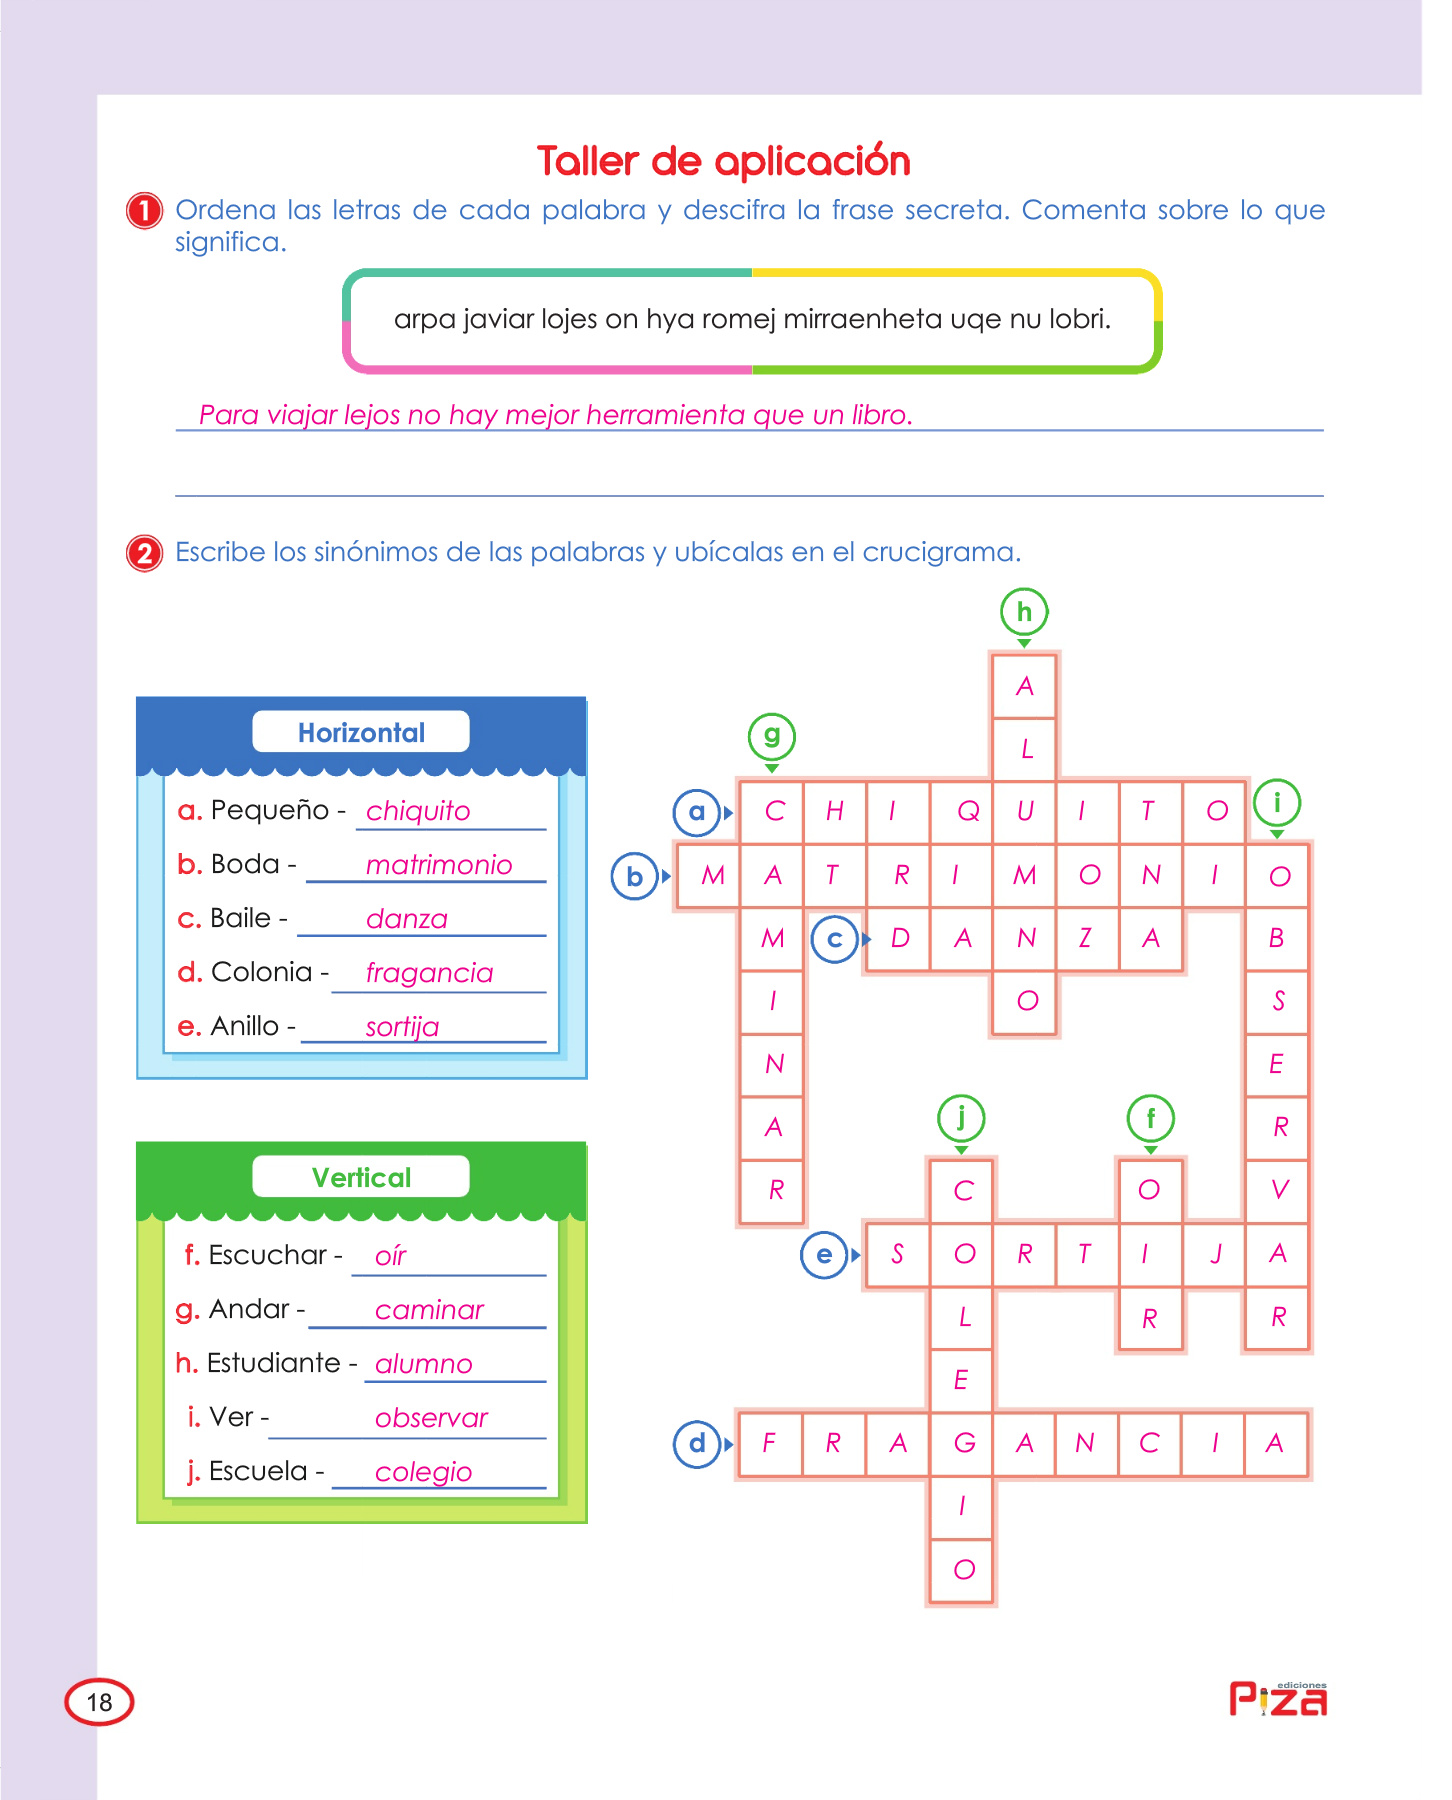 Taller de aplicación
1 Ordena las letras de cada palabra y descifra la frase secreta. Comenta sobre lo que
significa.
arpa javiar lojes on hya romej mirraenheta uqe nu lobri.
Para viajar lejos no hay mejor herramienta que un libro.
2 Escribe los sinónimos de las palabras y ubícalas en el crucigrama.
Horizontal
a. Pequeño - chiquito
b. Boda - matrimonio
c. Baile - danza
d. Colonia - fragancia
e. Anillo - sortija
Vertical
f. Escuchar - oír
g. Andar - caminar
h. Estudiante - alumno
i. Ver - observar
j. Escuela - colegio
h
A
g L
a C H I Q U I T O i
b M A T R I M O N I O
M c D A N Z A B
I O S
N E
A j f R
R C O V
e S O R T I J A
L R R
E
d F R A G A N C I A
I
O
18
ediciones
Piza